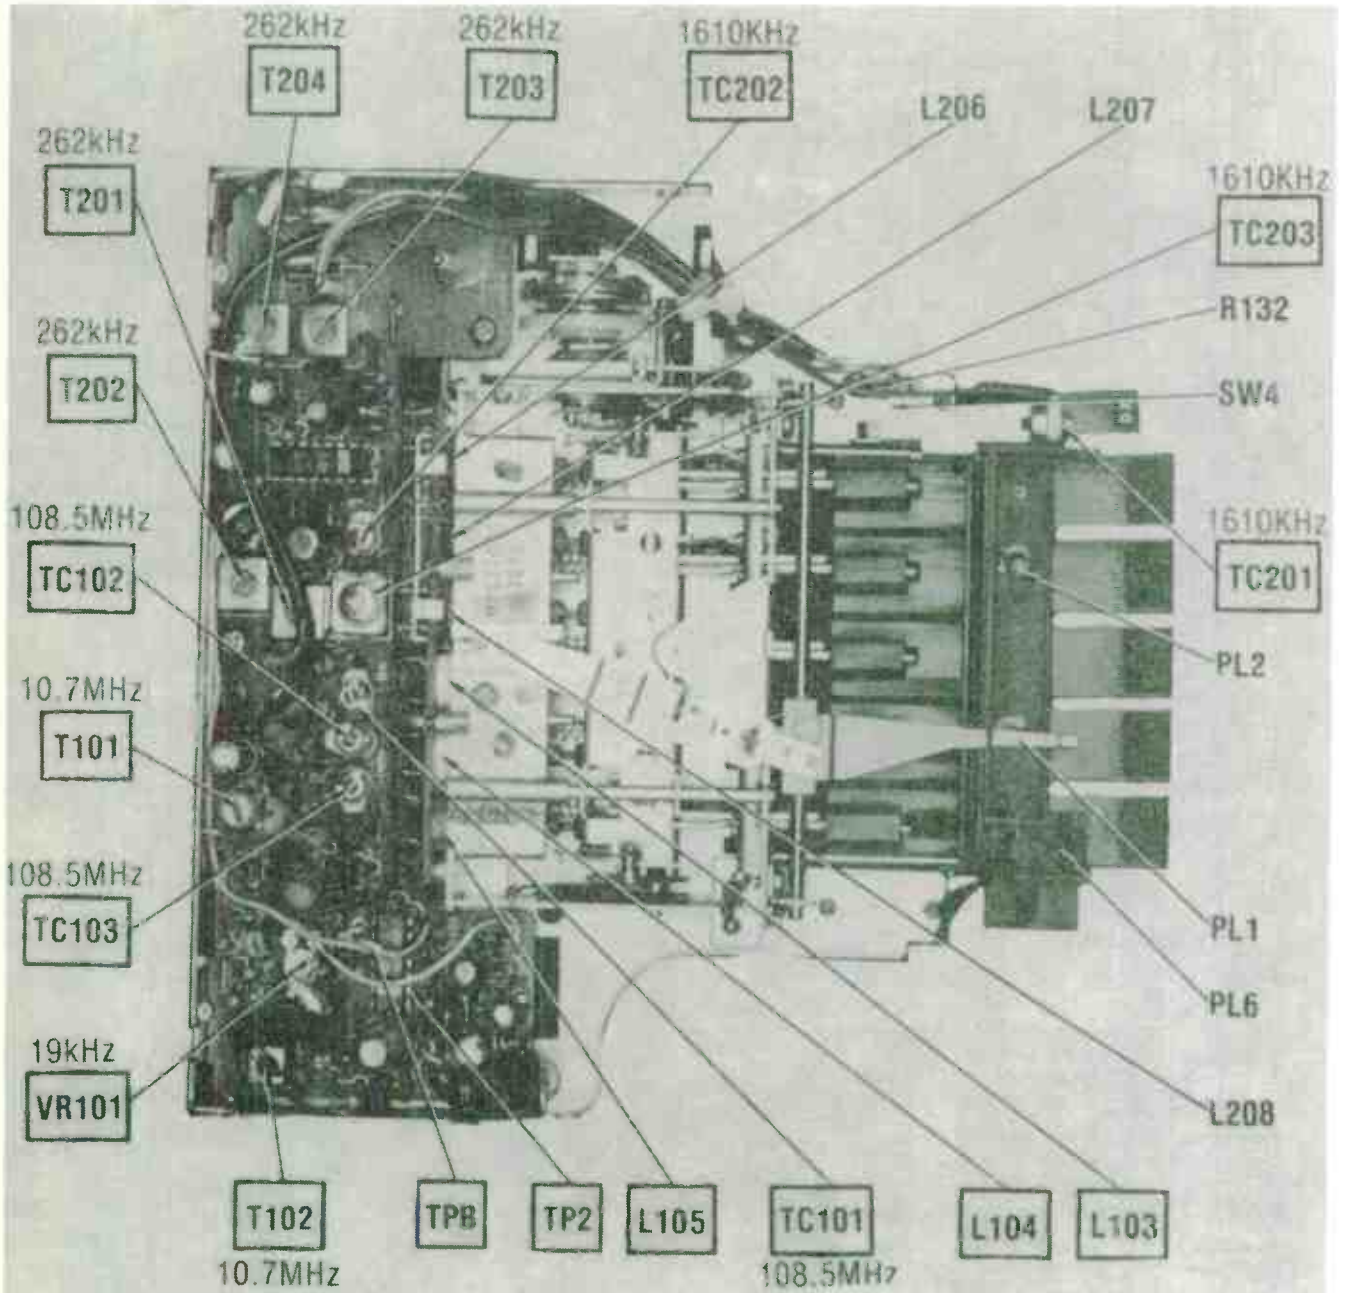 262kHz
T204
262kHz
T203
1610KHz
TC202
L206
L207
262kHz
T201
1610KHz
TC203
R132
262kHz
T202
SW4
108.5MHz
TC102
1610KHz
TC201
PL2
10.7MHz
T101
108.5MHz
TC103
PL1
PL6
19kHz
VR101
L208
T102
10.7MHz
TPB
TP2
L105
TC101
108.5MHz
L104
L103